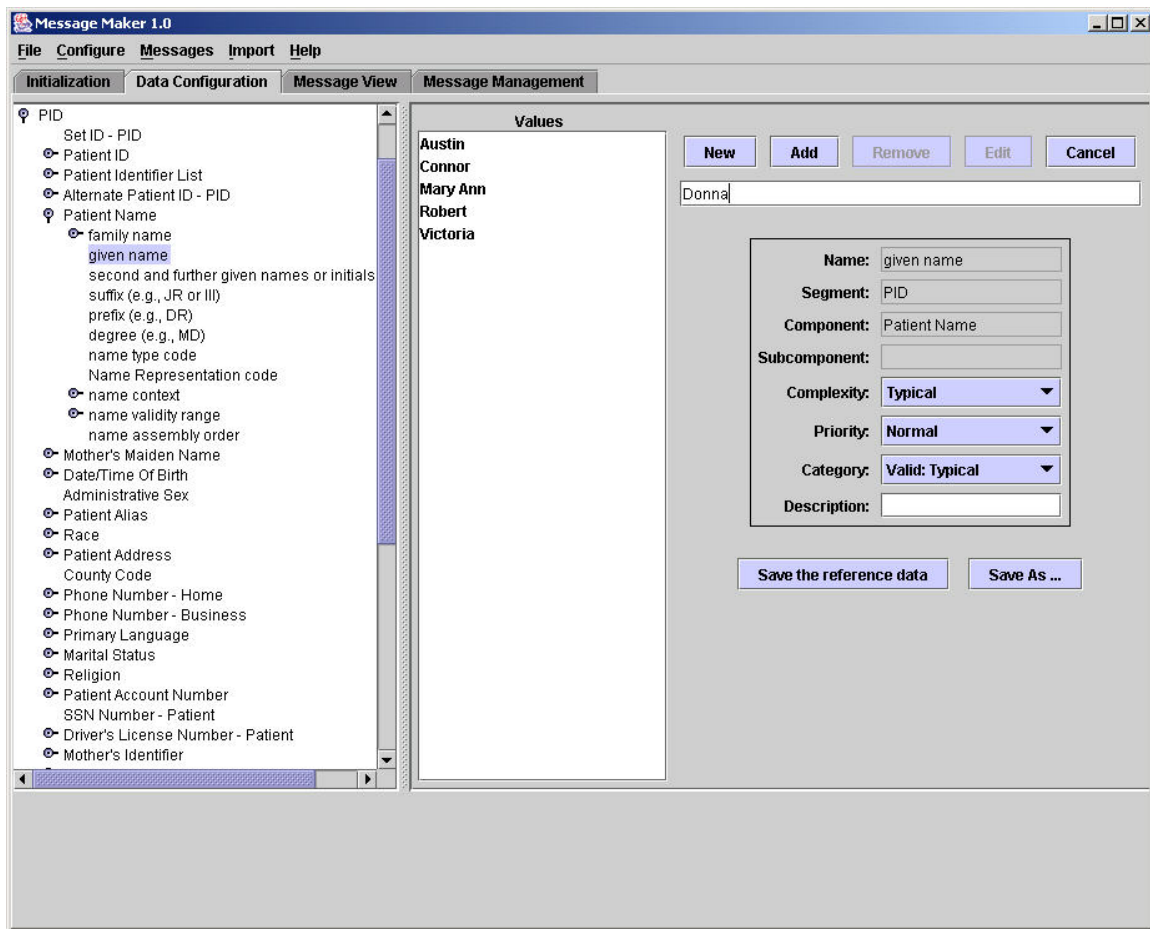 Message Maker 1.0
File Configure Messages Import Help
Initialization Data Configuration Message View Message Management
PID
Set ID - PID
Patient ID
Patient Identifier List
Alternate Patient ID - PID
Patient Name
family name
given name
second and further given names or initials
suffix (e.g., JR or III)
prefix (e.g., DR)
degree (e.g., MD)
name type code
Name Representation code
name context
name validity range
name assembly order
Mother's Maiden Name
Date/Time Of Birth
Administrative Sex
Patient Alias
Race
Patient Address
County Code
Phone Number - Home
Phone Number - Business
Primary Language
Marital Status
Religion
Patient Account Number
SSN Number - Patient
Driver's License Number - Patient
Mother's Identifier
Values
Austin
Connor
Mary Ann
Robert
Victoria
New Add Remove Edit Cancel
Donna
Name: given name
Segment: PID
Component: Patient Name
Subcomponent:
Complexity: Typical
Priority: Normal
Category: Valid: Typical
Description:
Save the reference data Save As ...